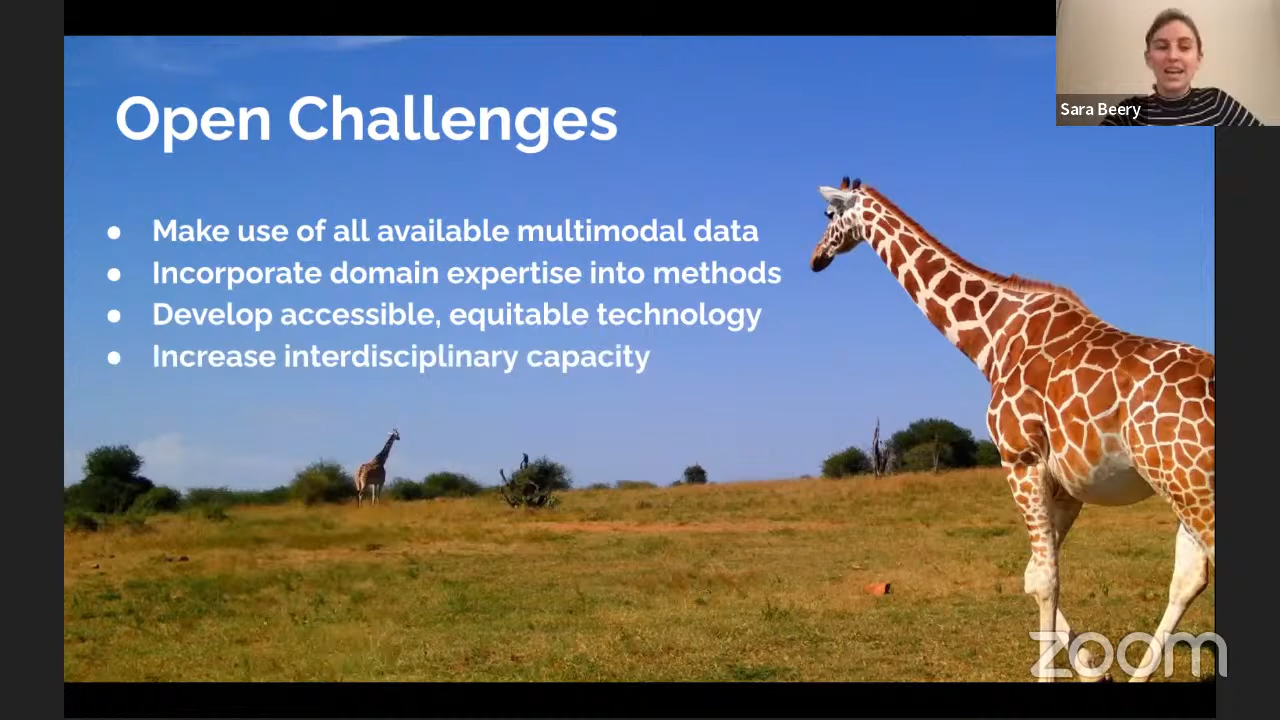 Open Challenges
Sara Beery
● Make use of all available multimodal data
● Incorporate domain expertise into methods
● Develop accessible, equitable technology
● Increase interdisciplinary capacity
zoom